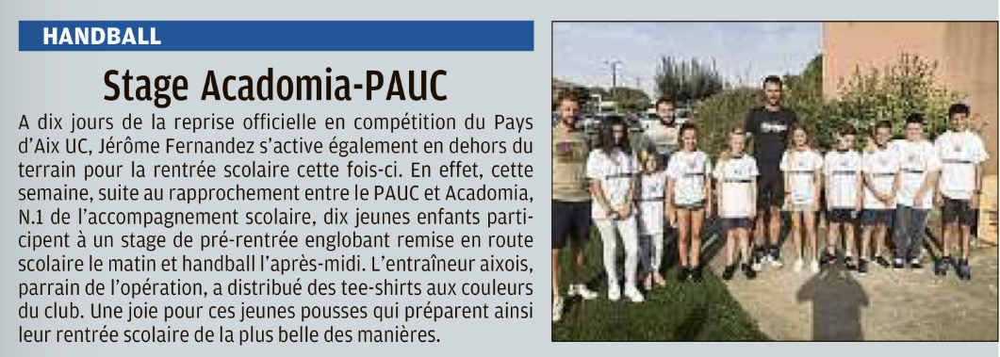 HANDBALL
Stage Acadomia-PAUC
A dix jours de la reprise officielle en compétition du Pays
d'Aix UC, Jérôme Fernandez s'active également en dehors du
terrain pour la rentrée scolaire cette fois-ci. En effet, cette
semaine, suite au rapprochement entre le PAUC et Acadomia,
N.1 de l'accompagnement scolaire, dix jeunes enfants parti-
cipent à un stage de pré-rentrée englobant remise en route
scolaire le matin et handball l'après-midi. L'entraîneur aixois,
parrain de l'opération, a distribué des tee-shirts aux couleurs
du club. Une joie pour ces jeunes pousses qui préparent ainsi
leur rentrée scolaire de la plus belle des manières.